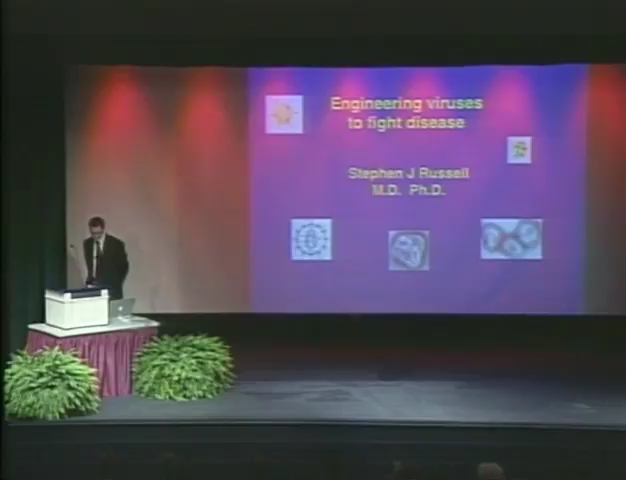 Engineering viruses
to fight disease
Stephen J Russell
M.D. Ph.D.